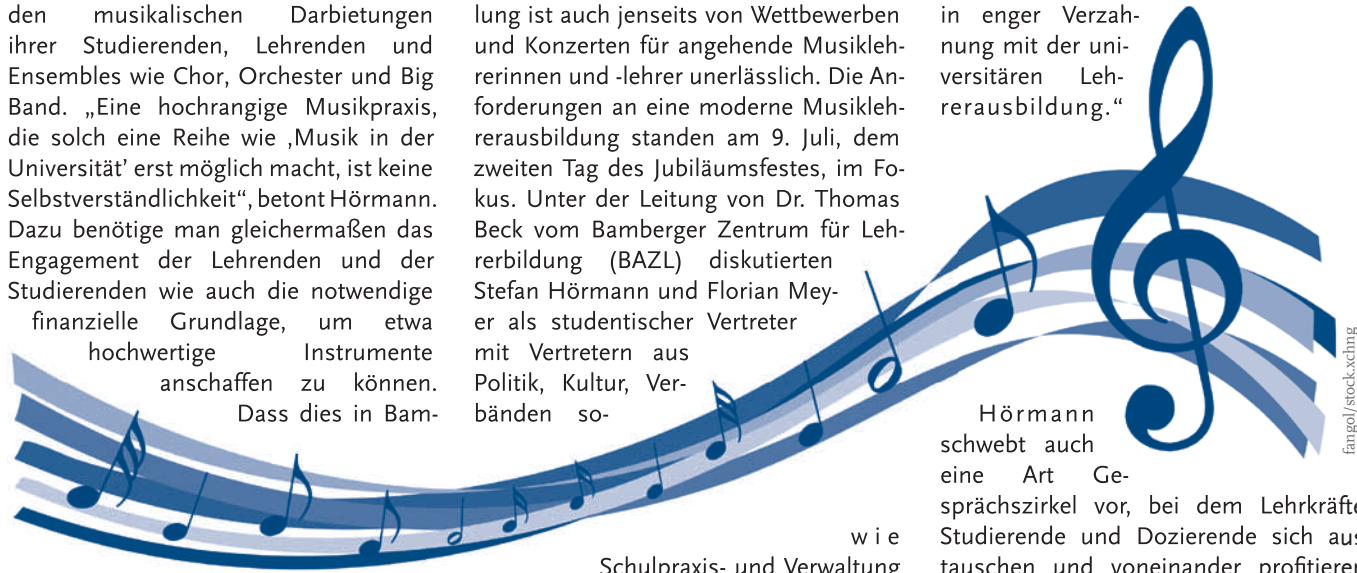 den musikalischen Darbietungen
ihrer Studierenden, Lehrenden und
Ensembles wie Chor, Orchester und Big
Band. „Eine hochrangige Musikpraxis,
die solch eine Reihe wie ‚Musik in der
Universität’ erst möglich macht, ist keine
Selbstverständlichkeit“, betont Hörmann.
Dazu benötige man gleichermaßen das
Engagement der Lehrenden und der
Studierenden wie auch die notwendige
finanzielle Grundlage, um etwa
hochwertige Instrumente
anschaffen zu können.
Dass dies in Bam-
lung ist auch jenseits von Wettbewerben
und Konzerten für angehende Musikleh-
rerinnen und -lehrer unerlässlich. Die An-
forderungen an eine moderne Musikleh-
rerausbildung standen am 9. Juli, dem
zweiten Tag des Jubiläumsfestes, im Fo-
kus. Unter der Leitung von Dr. Thomas
Beck vom Bamberger Zentrum für Leh-
rerbildung (BAZL) diskutierten
Stefan Hörmann und Florian Mey-
er als studentischer Vertreter
mit Vertretern aus
Politik, Kultur, Ver-
bänden so-
wie
Schulpraxis- und Verwaltung
in enger Verzah-
nung mit der uni-
versitären Leh-
rerausbildung.“
Hörmann
schwebt auch
eine Art Ge-
sprächszirkel vor, bei dem Lehrkräfte
Studierende und Dozierende sich aus
tauschen und voneinander profitieren
fangol/stock.xchng